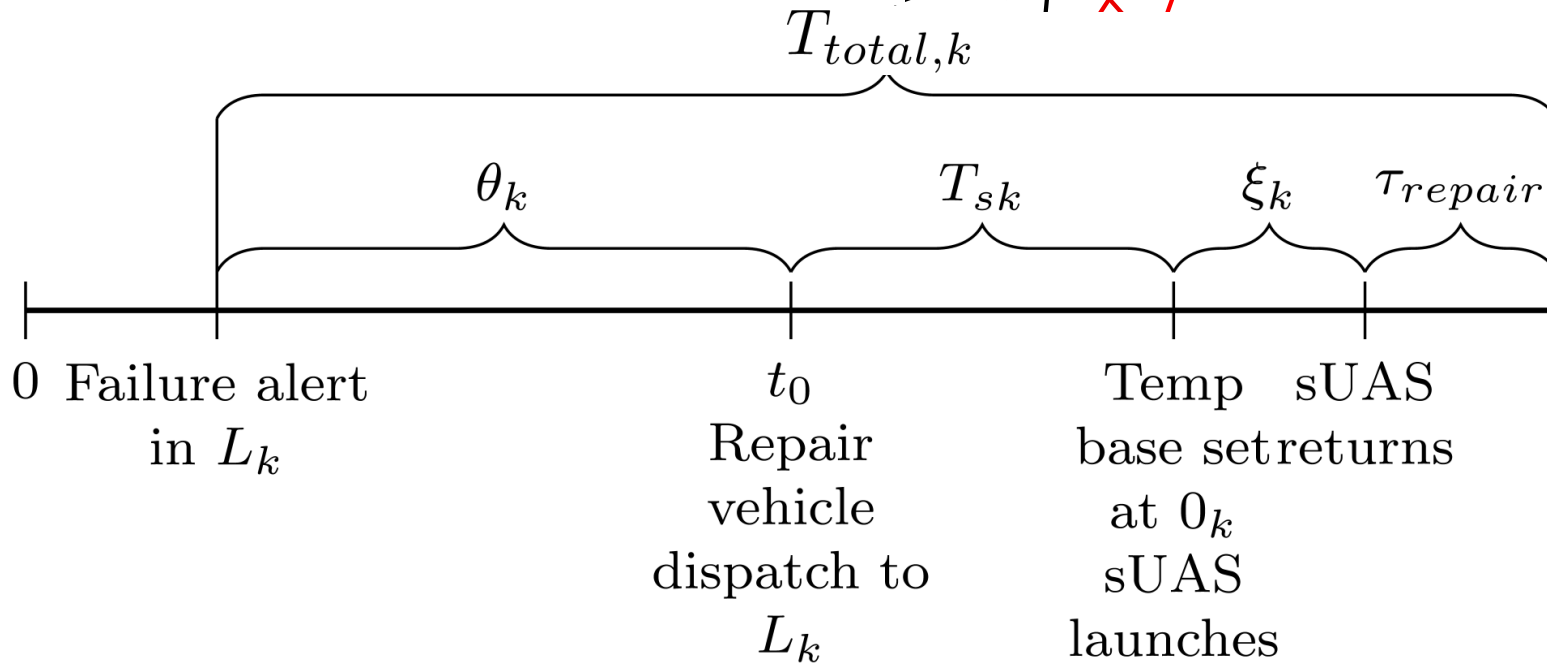 T_{total,k}
θ_k
T_{sk}
ξ_k
τ_{repair}
0
Failure alert
in L_k
t_0
Repair
vehicle
dispatch to
L_k
Temp
base set
at 0_k
sUAS
launches
sUAS
returns